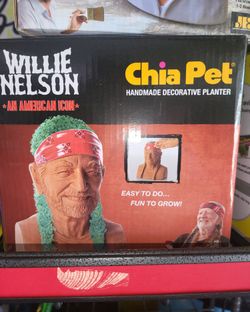 WILLIE
NELSON
★AN AMERICAN ICON★
Chia Pet®
HANDMADE DECORATIVE PLANTER
EASY TO DO...
FUN TO GROW!